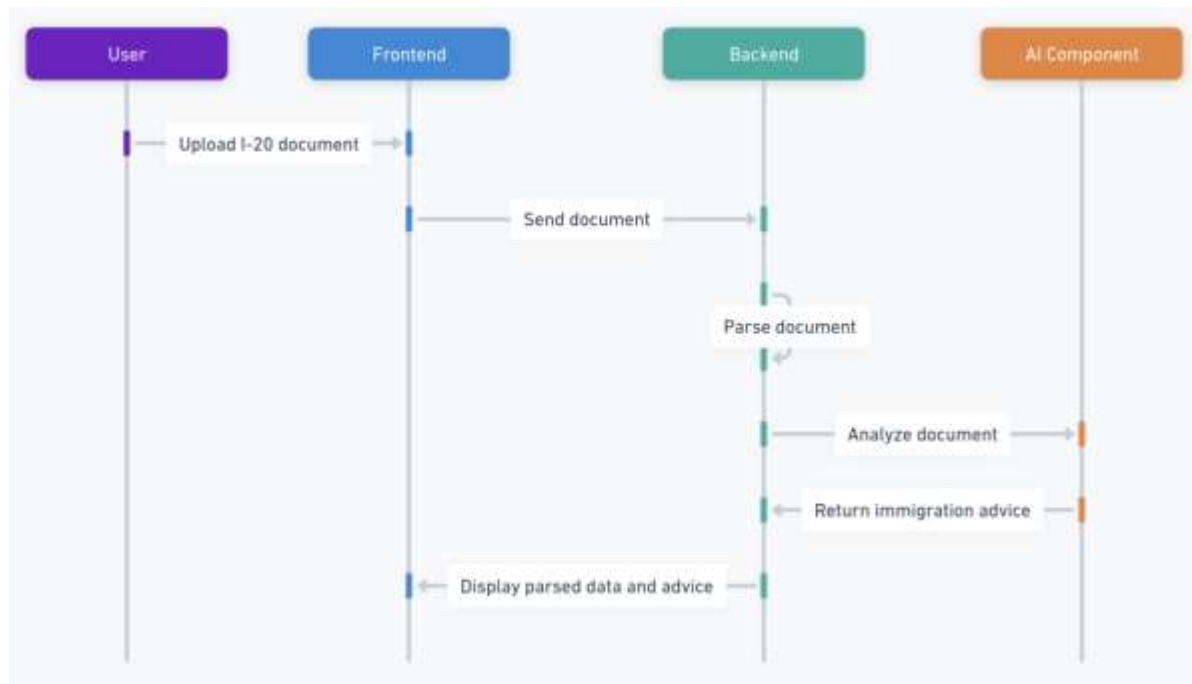 User
Frontend
Backend
AI Component
Upload I-20 document
Send document
Parse document
Analyze document
Return immigration advice
Display parsed data and advice